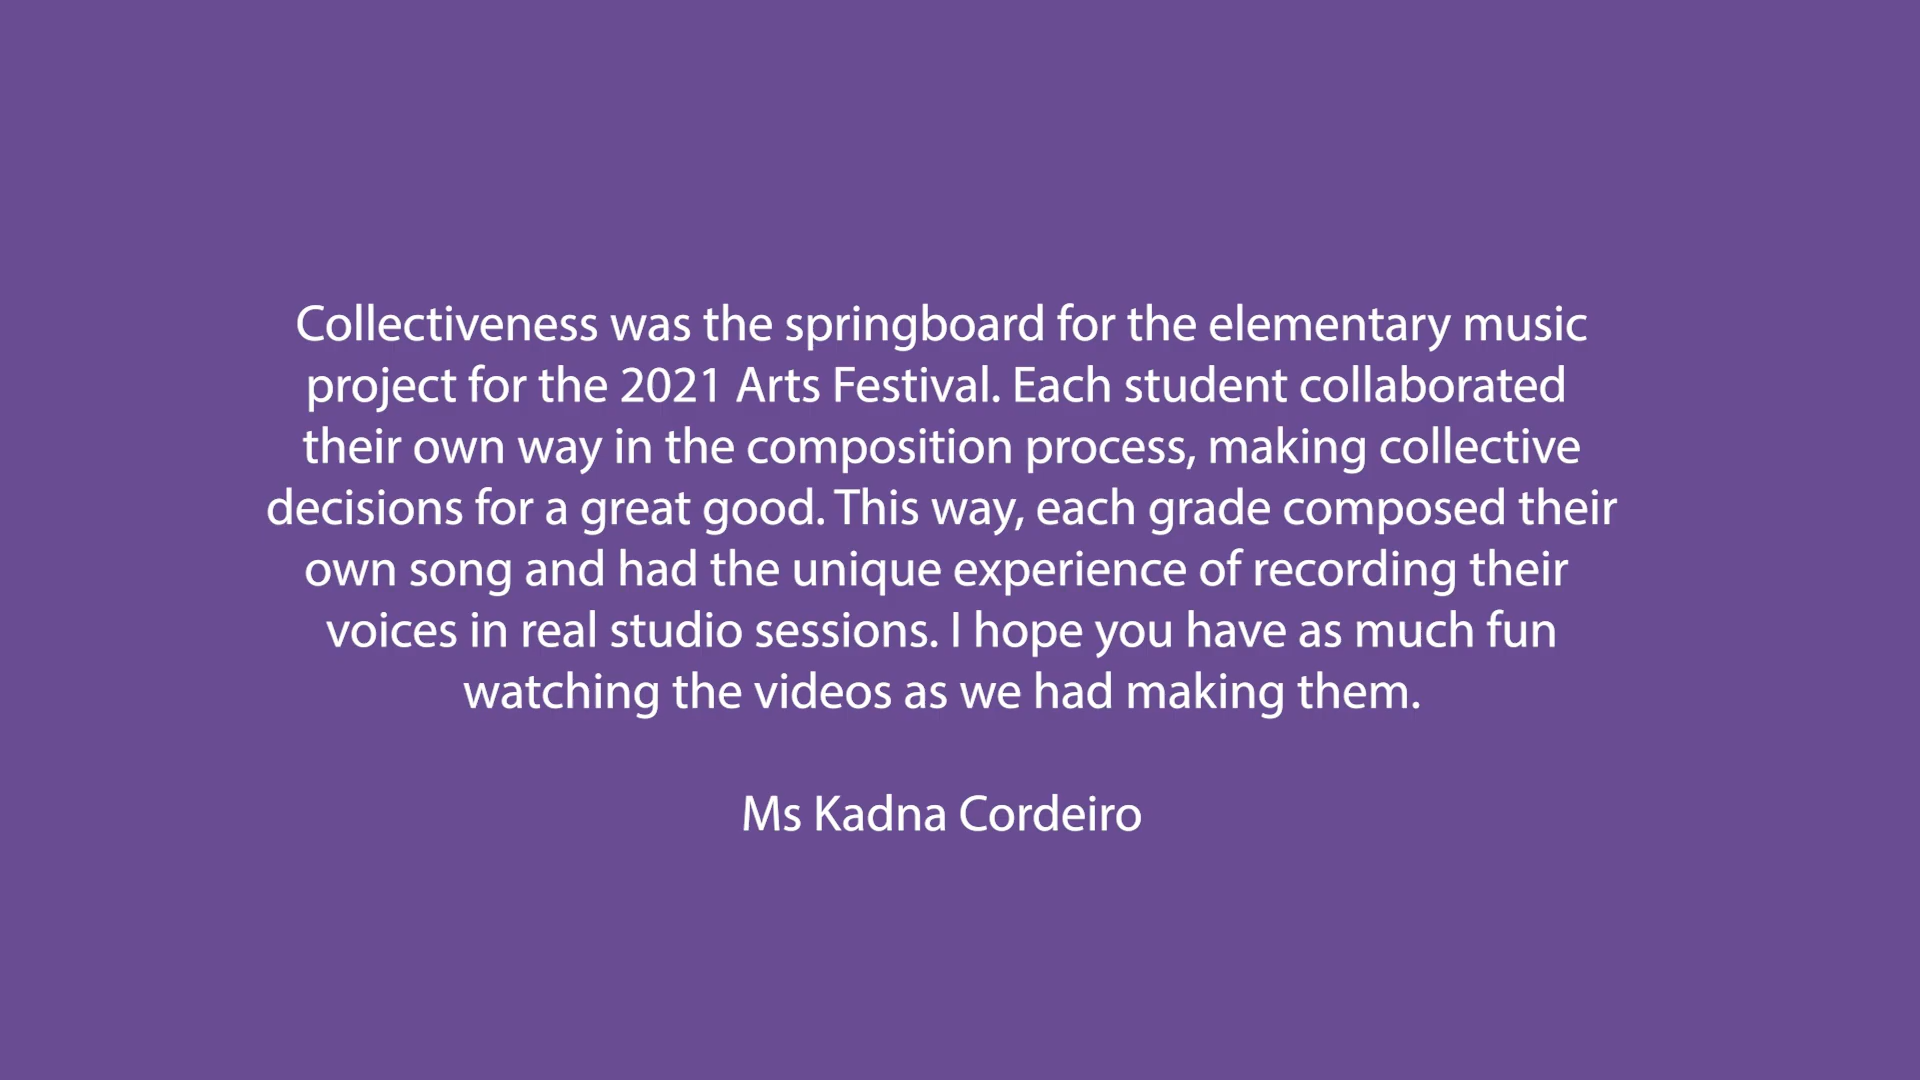 Collectiveness was the springboard for the elementary music
project for the 2021 Arts Festival. Each student collaborated
their own way in the composition process, making collective
decisions for a great good. This way, each grade composed their
own song and had the unique experience of recording their
voices in real studio sessions. I hope you have as much fun
watching the videos as we had making them.
Ms Kadna Cordeiro